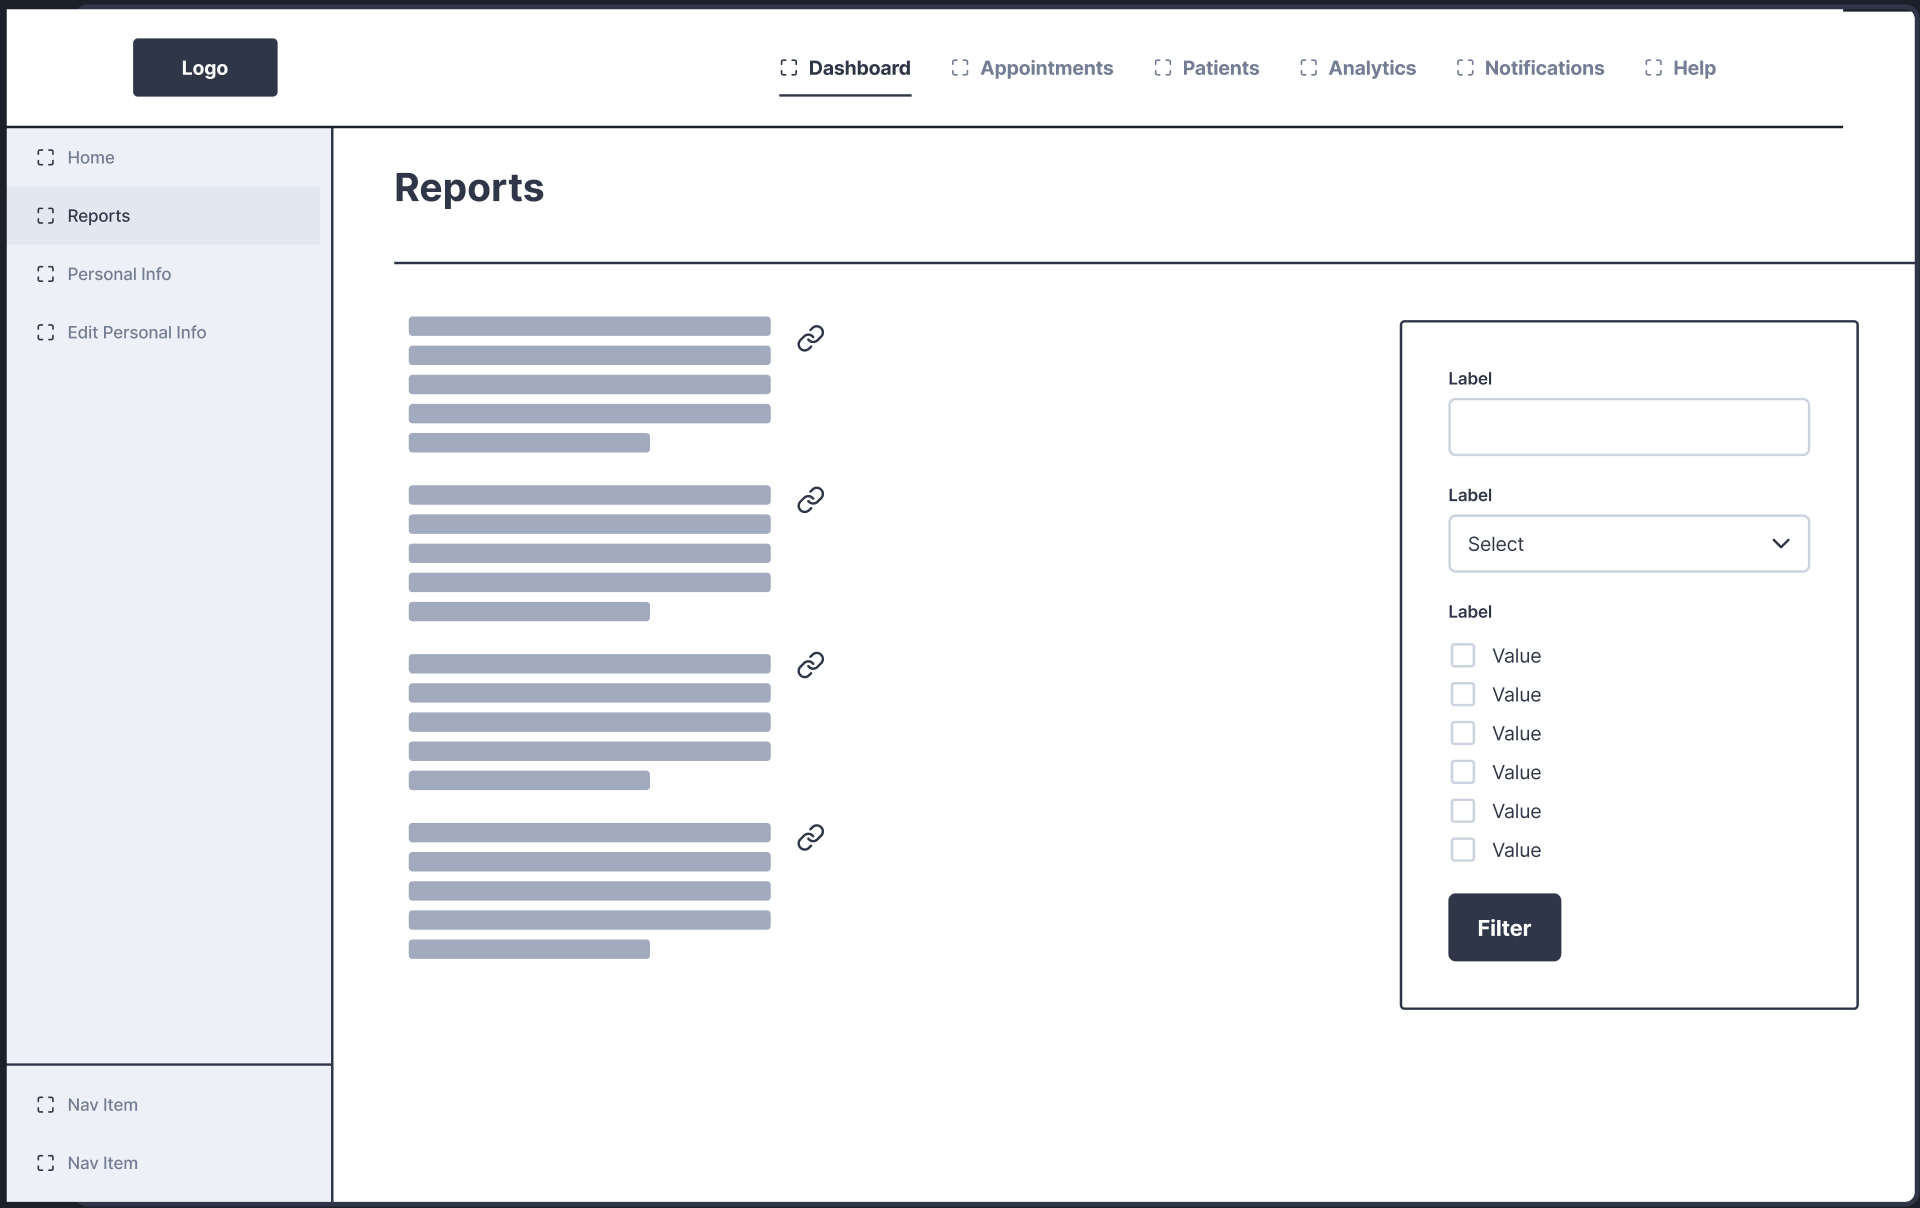 Logo
Dashboard
Appointments
Patients
Analytics
Notifications
Help
Home
Reports
Personal Info
Edit Personal Info
Nav Item
Nav Item
Reports
Label
Label
Select
Label
Value
Value
Value
Value
Value
Value
Filter